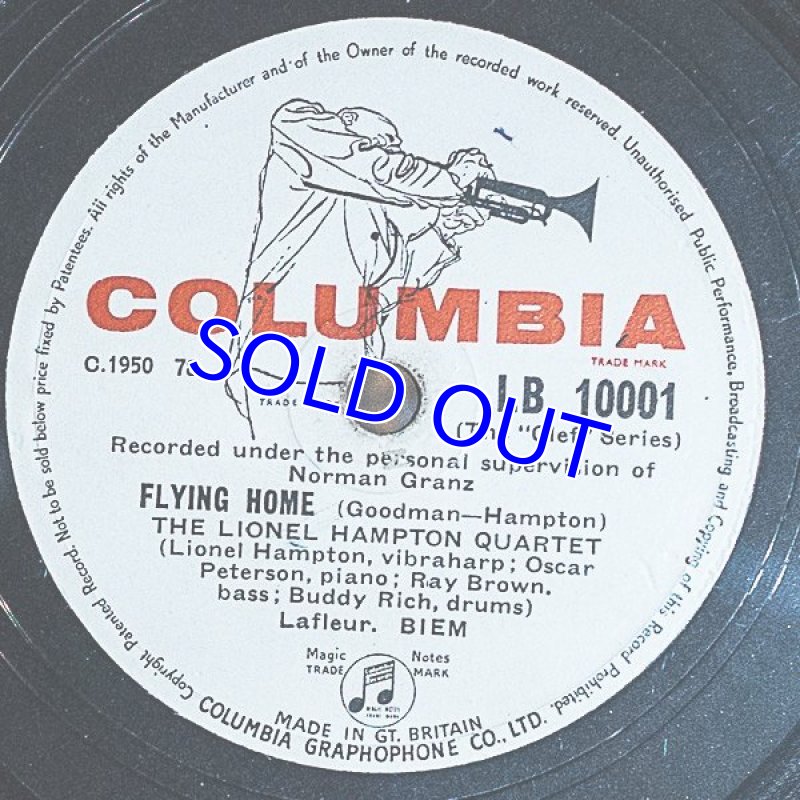 Copyright Patented Record. Not to be sold below price fixed by Patentees. All rights of the Manufacturer and of the Owner of the recorded work reserved. Unauthorised Public Performance, Broadcasting and Copying of this Record Prohibited.
COLUMBIA
TRADE MARK
C.1950
TRADE
LB. 10001
(The "Clef" Series)
Recorded under the personal supervision of
Norman Granz
FLYING HOME (Goodman—Hampton)
THE LIONEL HAMPTON QUARTET
(Lionel Hampton, vibraharp; Oscar
Peterson, piano; Ray Brown.
bass; Buddy Rich, drums)
Lafleur. BIEM
Magic Notes
TRADE MARK
MADE IN GT. BRITAIN
COLUMBIA GRAPHOPHONE CO., LTD.
SOLD OUT